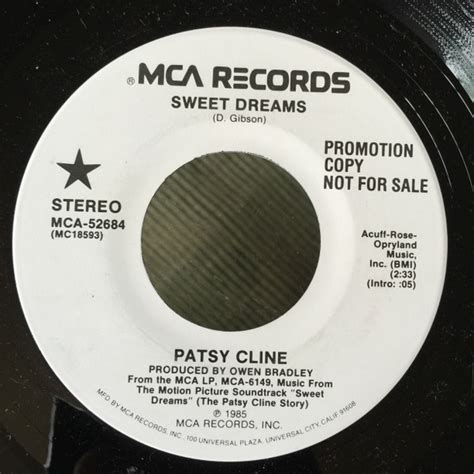 ® MCA RECORDS
SWEET DREAMS
(D. Gibson)
PROMOTION
COPY
NOT FOR SALE
STEREO
MCA-52684
(MC18593)
Acuff-Rose-
Opryland
Music,
Inc. (BMI)
(2:33)
(Intro: :05)
PATSY CLINE
PRODUCED BY OWEN BRADLEY
From the MCA LP, MCA-6149, Music From
The Motion Picture Soundtrack "Sweet
Dreams" (The Patsy Cline Story)
℗ 1985
MCA RECORDS, INC.
MFD BY MCA RECORDS, INC., 100 UNIVERSAL PLAZA, UNIVERSAL CITY, CALIF. 91608